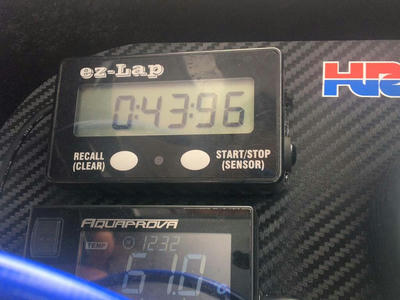 ez-Lap
0:43:96
RECALL
(CLEAR)
START/STOP
(SENSOR)
AQUAPROVA
TEMP 12:32
61.0